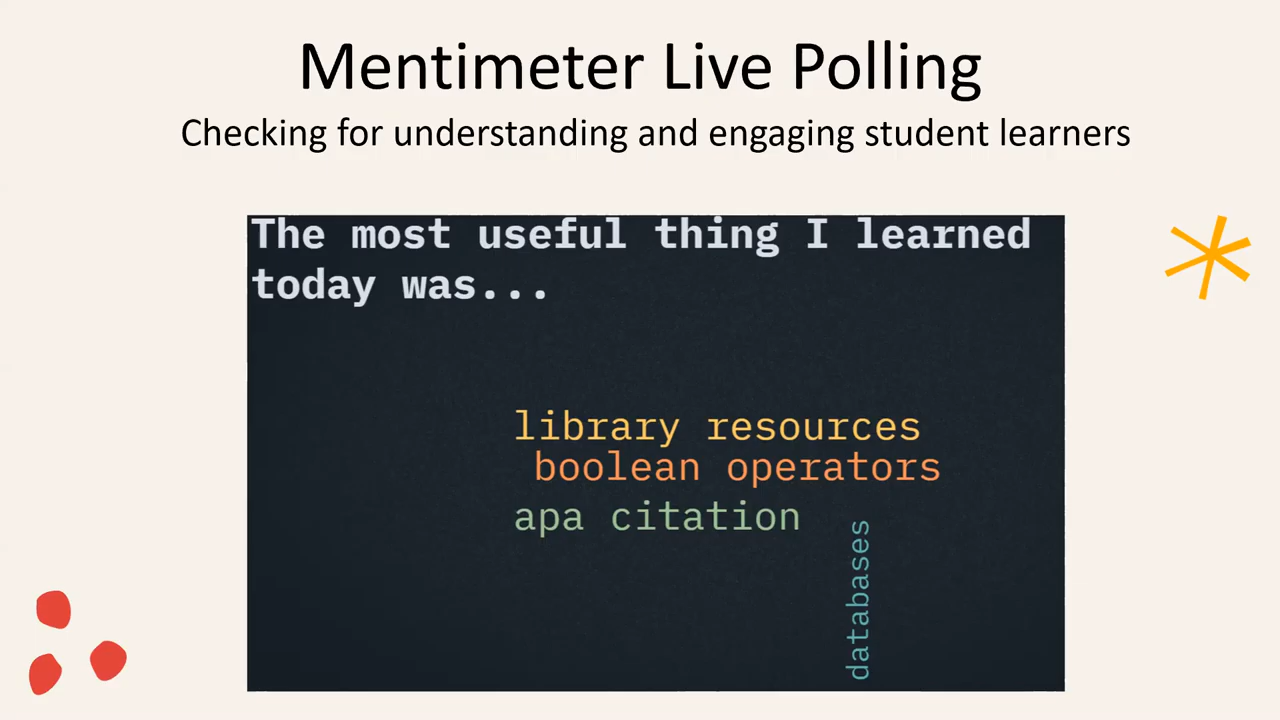 Mentimeter Live Polling
Checking for understanding and engaging student learners
The most useful thing I learned
today was...
library resources
boolean operators
apa citation
databases